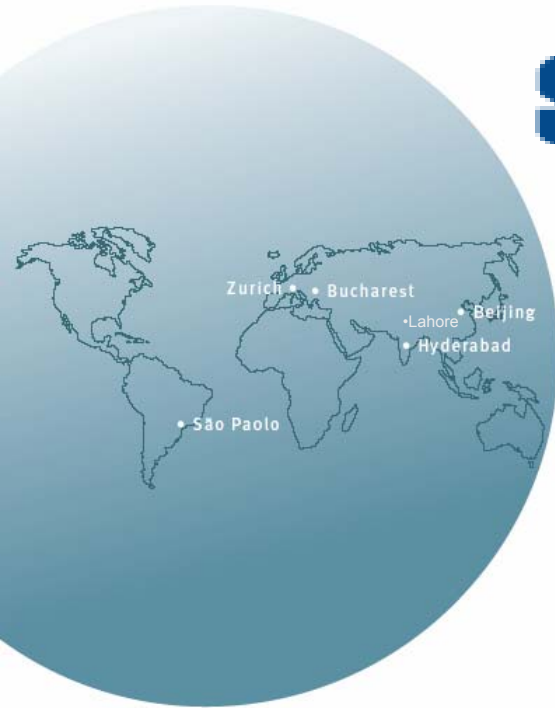 Zurich
Bucharest
Lahore
Beijing
Hyderabad
São Paolo